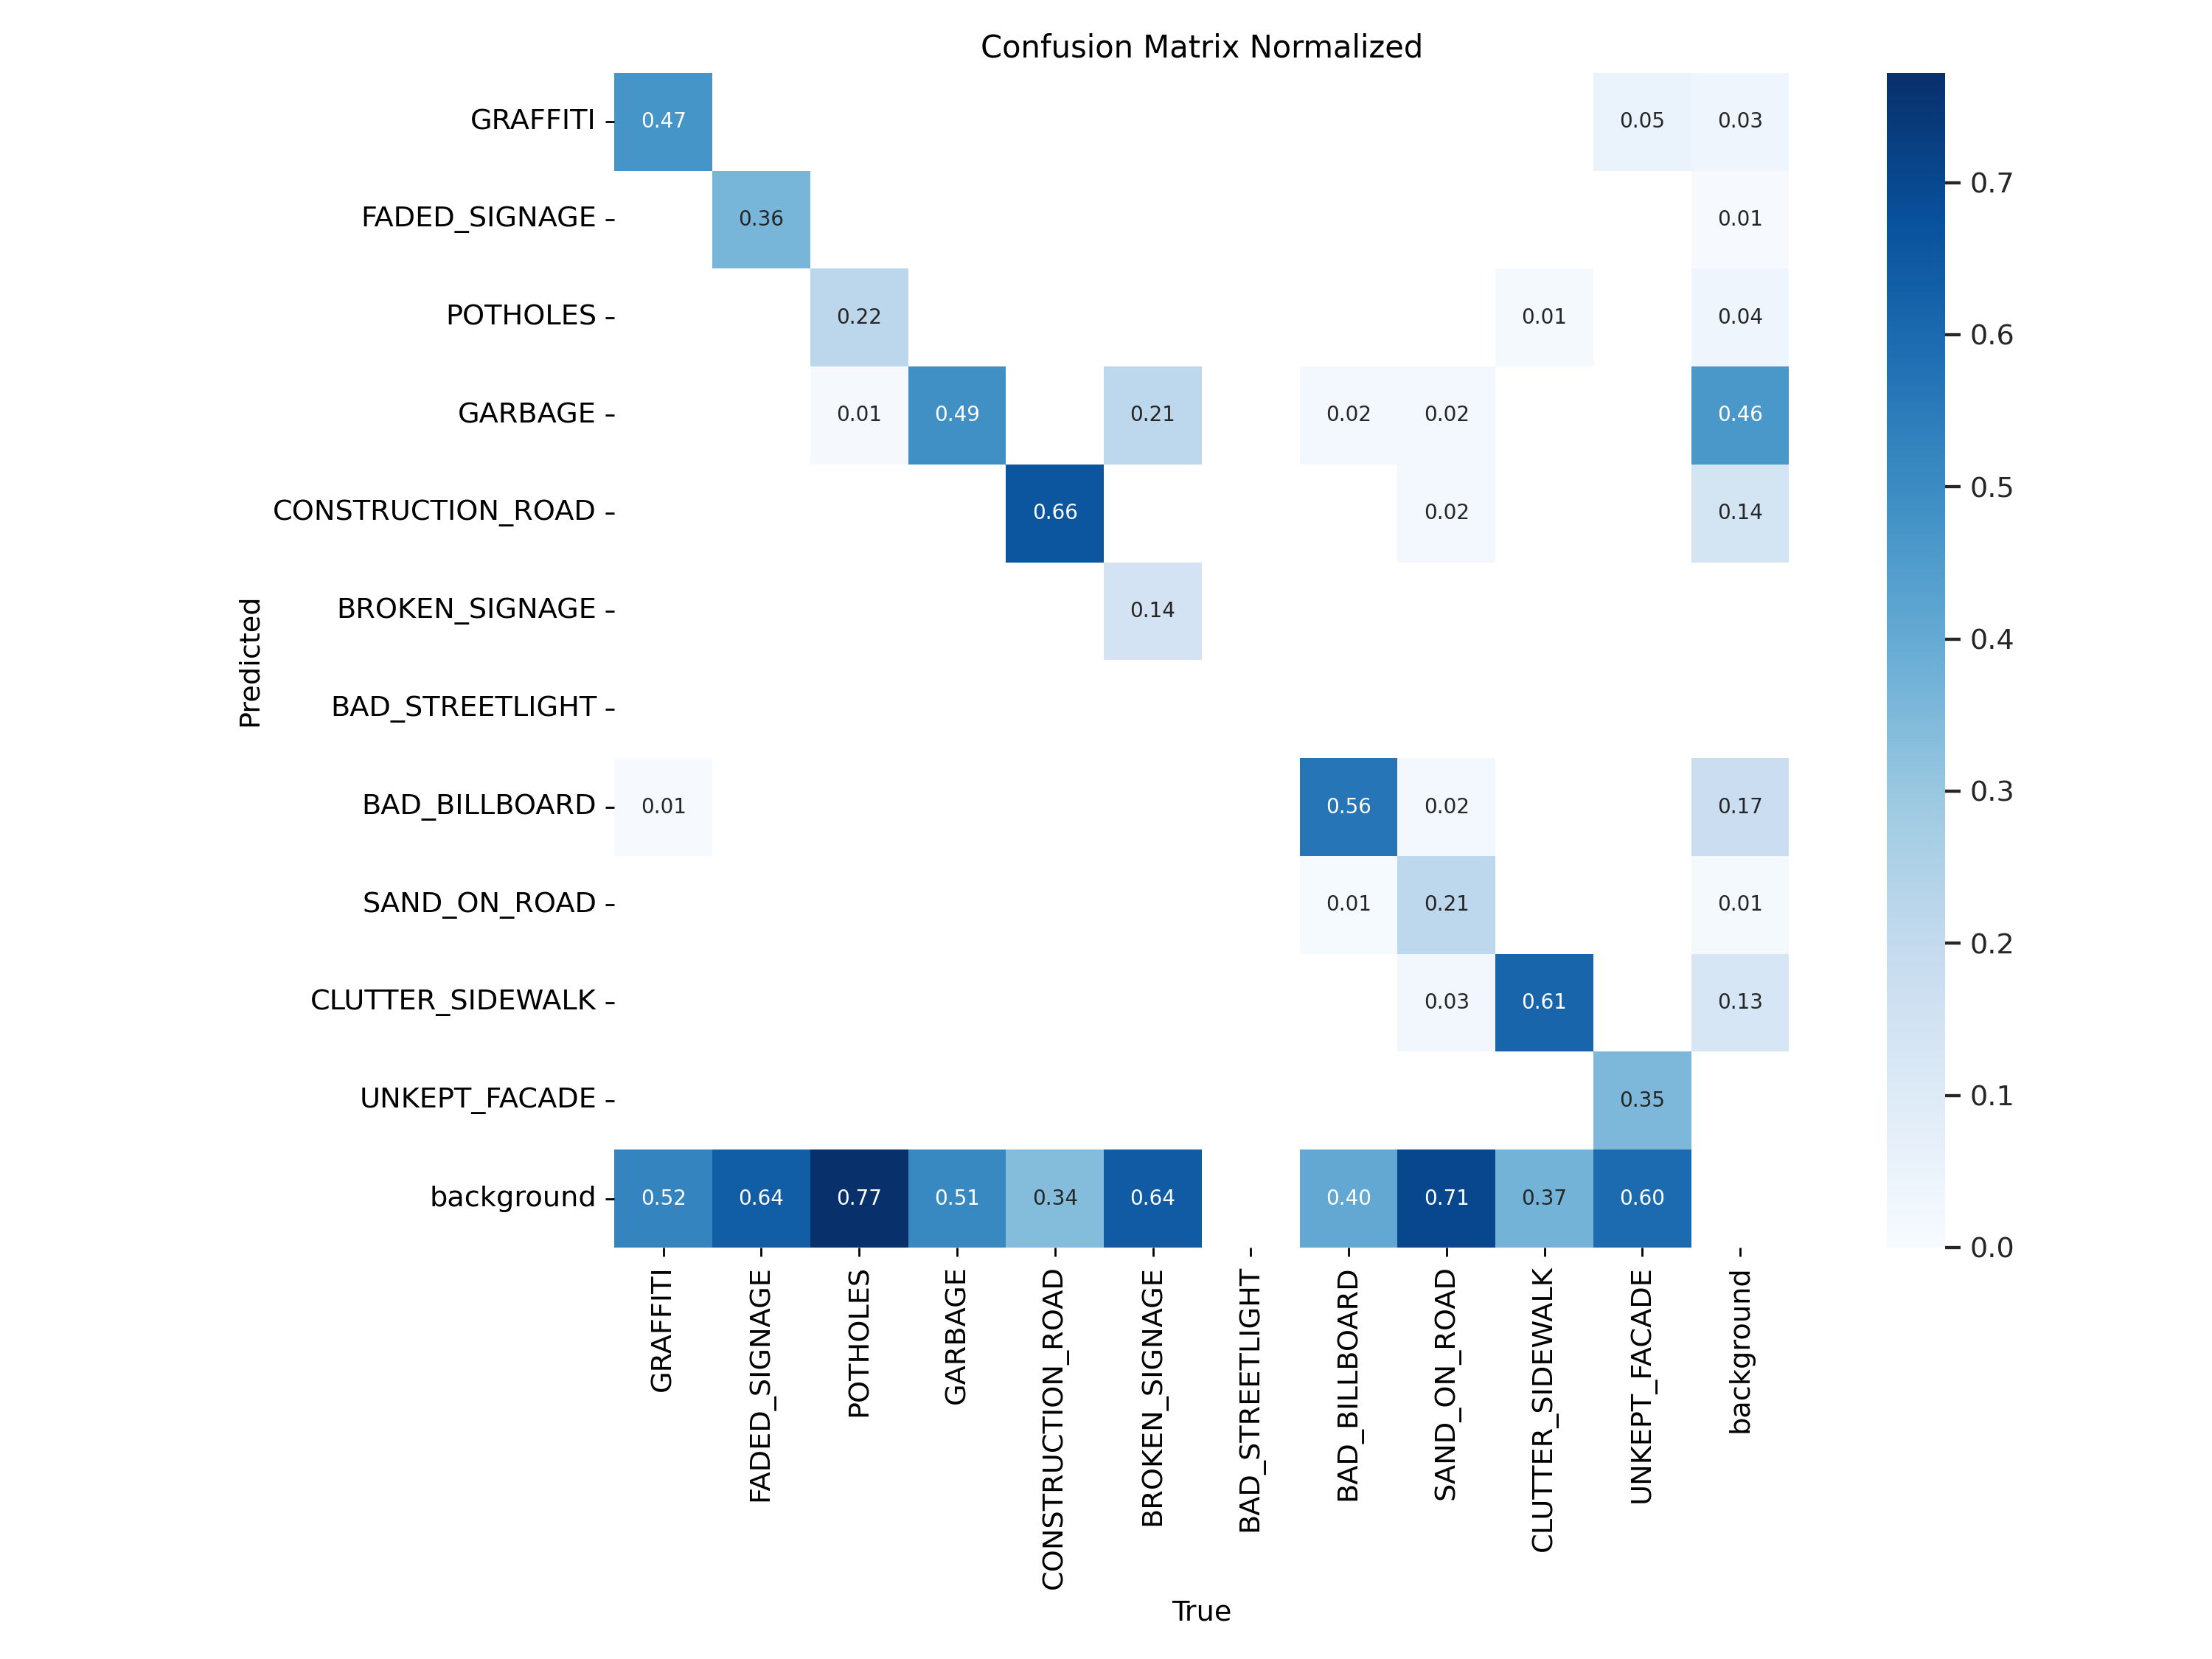 Confusion Matrix Normalized
GRAFFITI 0.47 0.05 0.03
FADED_SIGNAGE 0.36 0.01
POTHOLES 0.22 0.01 0.04
GARBAGE 0.01 0.49 0.21 0.02 0.02 0.46
CONSTRUCTION_ROAD 0.66 0.02 0.14
BROKEN_SIGNAGE 0.14
BAD_STREETLIGHT
BAD_BILLBOARD 0.01 0.56 0.02 0.17
SAND_ON_ROAD 0.01 0.21 0.01
CLUTTER_SIDEWALK 0.03 0.61 0.13
UNKEPT_FACADE 0.35
background 0.52 0.64 0.77 0.51 0.34 0.64 0.40 0.71 0.37 0.60
Predicted
GRAFFITI
FADED_SIGNAGE
POTHOLES
GARBAGE
CONSTRUCTION_ROAD
BROKEN_SIGNAGE
BAD_STREETLIGHT
BAD_BILLBOARD
SAND_ON_ROAD
CLUTTER_SIDEWALK
UNKEPT_FACADE
background
True
0.7
0.6
0.5
0.4
0.3
0.2
0.1
0.0